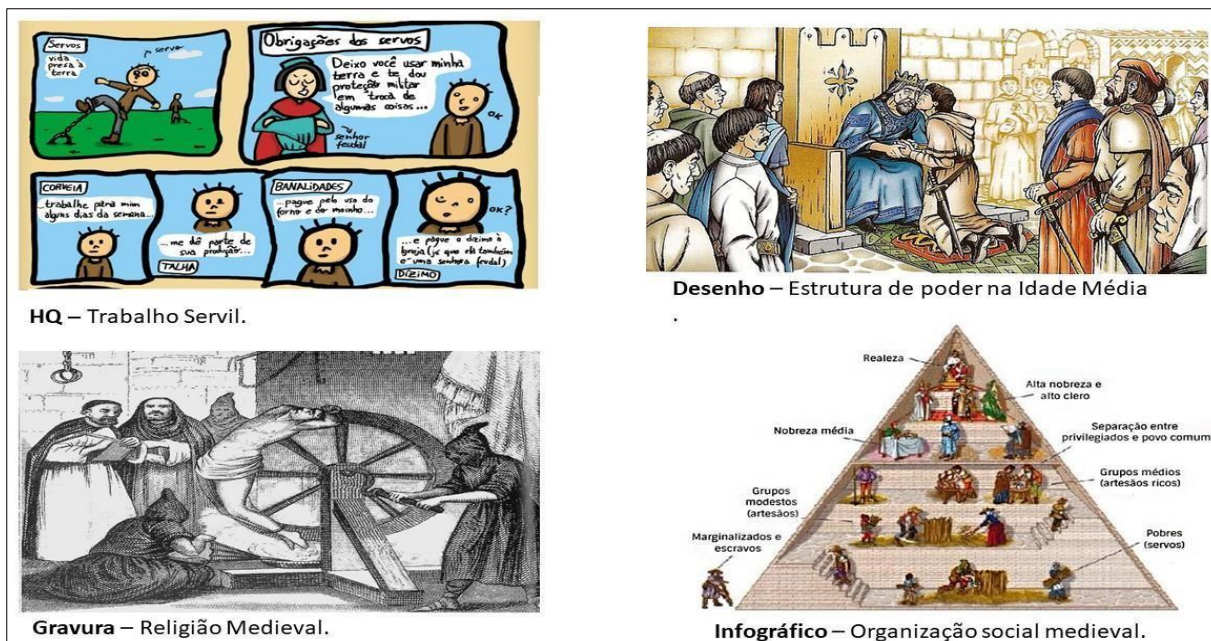 Servos
vida
presa à
terra
servo
Obrigações dos servos
Deixo você usar minha
terra e te dou
proteção militar
em troca de
algumas coisas...
OK
senhor
feudal
CORVEIA
...trabalhe para mim
alguns dias da semana...
...me dê parte de
sua produção...
TALHA
BANALIDADES
...pague pelo uso do
forno e do moinho...
OK?
...e pague o dízimo à
igreja (já que ela também
é uma senhora feudal)
DÍZIMO
HQ – Trabalho Servil.
Desenho – Estrutura de poder na Idade Média
.
Gravura – Religião Medieval.
Realeza
Alta nobreza e
alto clero
Nobreza média
Separação entre
privilegiados e povo comum
Grupos médios
(artesãos ricos)
Grupos
modestos
(artesãos)
Pobres
(servos)
Marginalizados e
escravos
Infográfico – Organização social medieval.